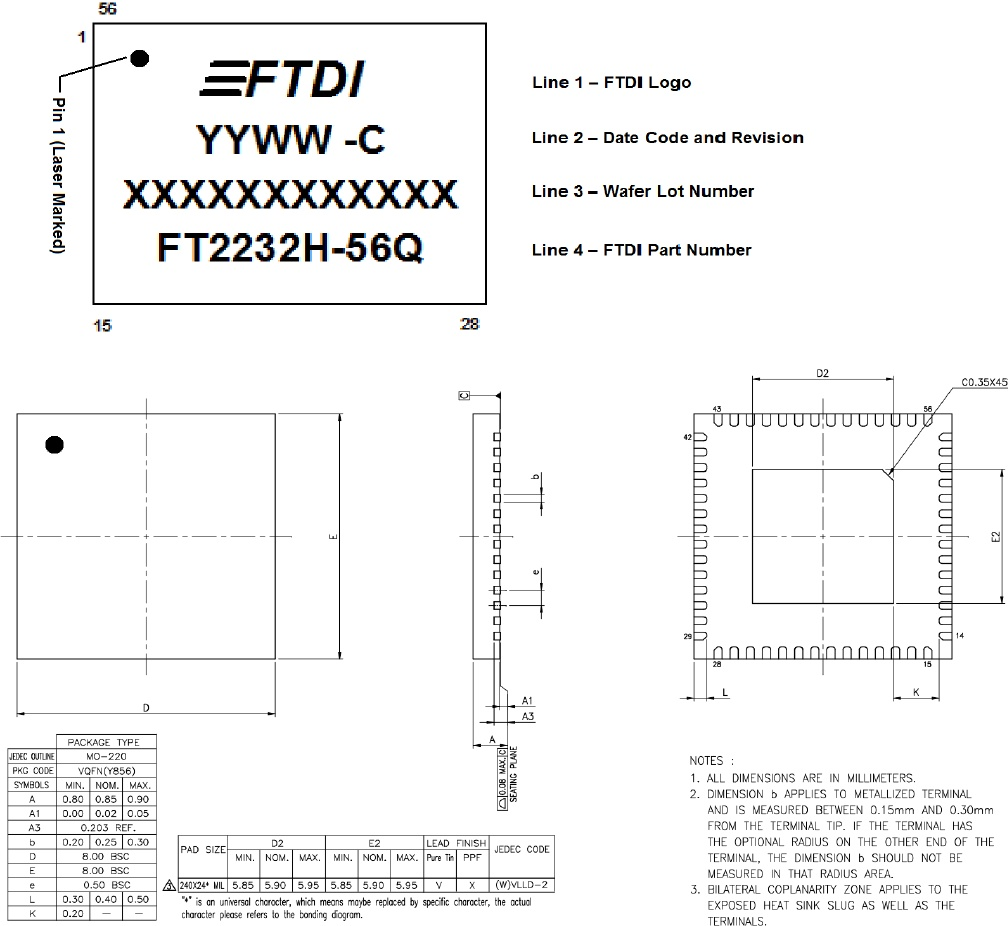 56
1
Pin 1 (Laser Marked)
FTDI
YYWW -C
XXXXXXXXXXXX
FT2232H-56Q
15
28
Line 1 – FTDI Logo
Line 2 – Date Code and Revision
Line 3 – Wafer Lot Number
Line 4 – FTDI Part Number
D
E
C
b
e
A1
A3
A
0.08 MAX. C
SEATING PLANE
D2
C0.35X45
43
56
42
E2
29
14
28
15
L
K
PACKAGE TYPE
JEDEC OUTLINE MO-220
PKG CODE VQFN(Y856)
SYMBOLS MIN. NOM. MAX.
A 0.80 0.85 0.90
A1 0.00 0.02 0.05
A3 0.203 REF.
b 0.20 0.25 0.30
D 8.00 BSC
E 8.00 BSC
e 0.50 BSC
L 0.30 0.40 0.50
K 0.20 — —
PAD SIZE D2 E2 LEAD FINISH JEDEC CODE
MIN. NOM. MAX. MIN. NOM. MAX. Pure Tin PPF
240X24* MIL 5.85 5.90 5.95 5.85 5.90 5.95 V X (W)VLLD-2
"*" is an universal character, which means maybe replaced by specific character, the actual
character please refers to the bonding diagram.
NOTES :
1. ALL DIMENSIONS ARE IN MILLIMETERS.
2. DIMENSION b APPLIES TO METALLIZED TERMINAL
AND IS MEASURED BETWEEN 0.15mm AND 0.30mm
FROM THE TERMINAL TIP. IF THE TERMINAL HAS
THE OPTIONAL RADIUS ON THE OTHER END OF THE
TERMINAL, THE DIMENSION b SHOULD NOT BE
MEASURED IN THAT RADIUS AREA.
3. BILATERAL COPLANARITY ZONE APPLIES TO THE
EXPOSED HEAT SINK SLUG AS WELL AS THE
TERMINALS.